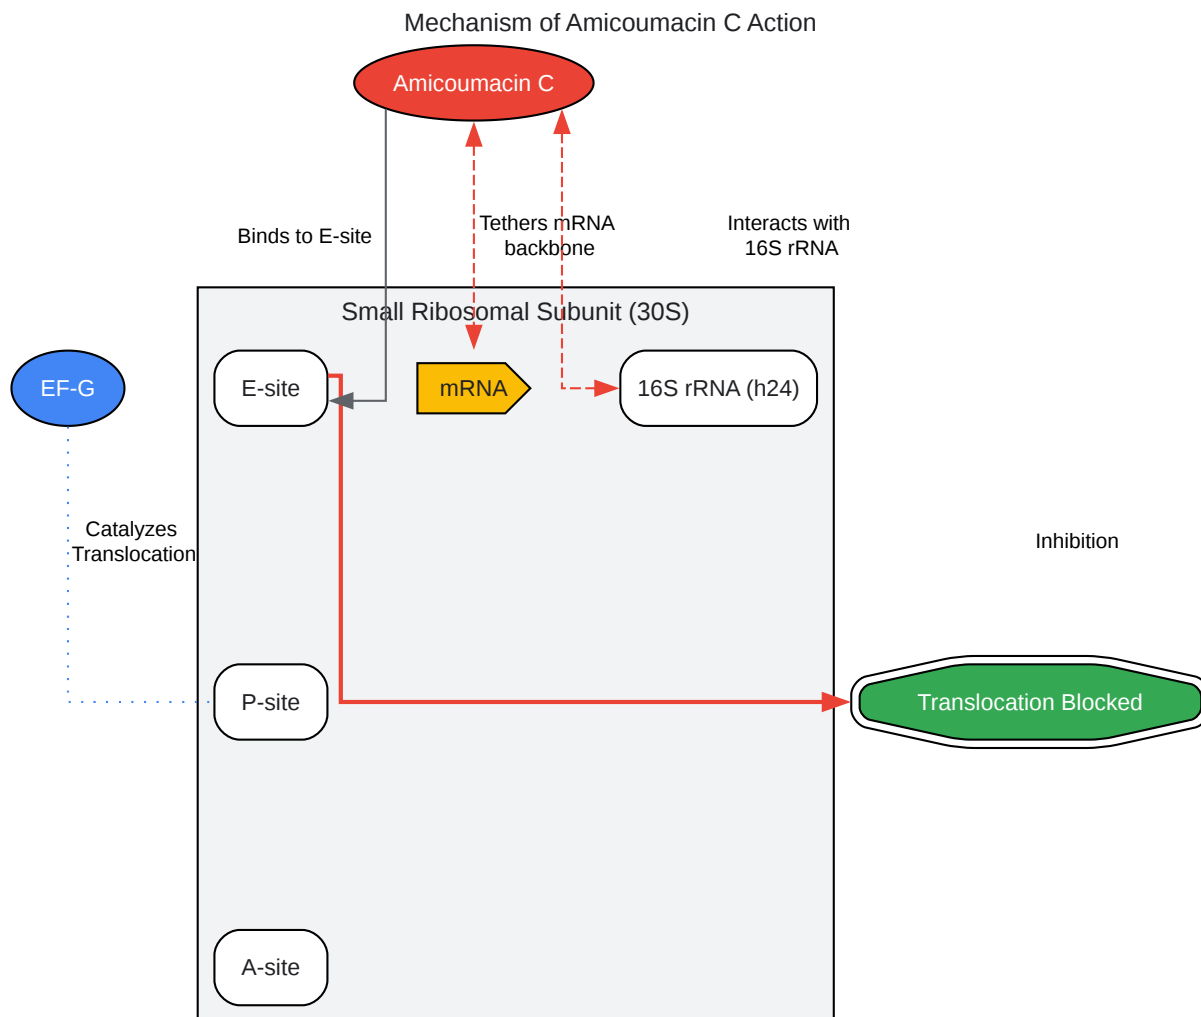 Mechanism of Amicoumacin C Action
Amicoumacin C
Binds to E-site
Tethers mRNA
backbone
Interacts with
16S rRNA
Small Ribosomal Subunit (30S)
EF-G
E-site
mRNA
16S rRNA (h24)
Catalyzes
Translocation
Inhibition
P-site
Translocation Blocked
A-site